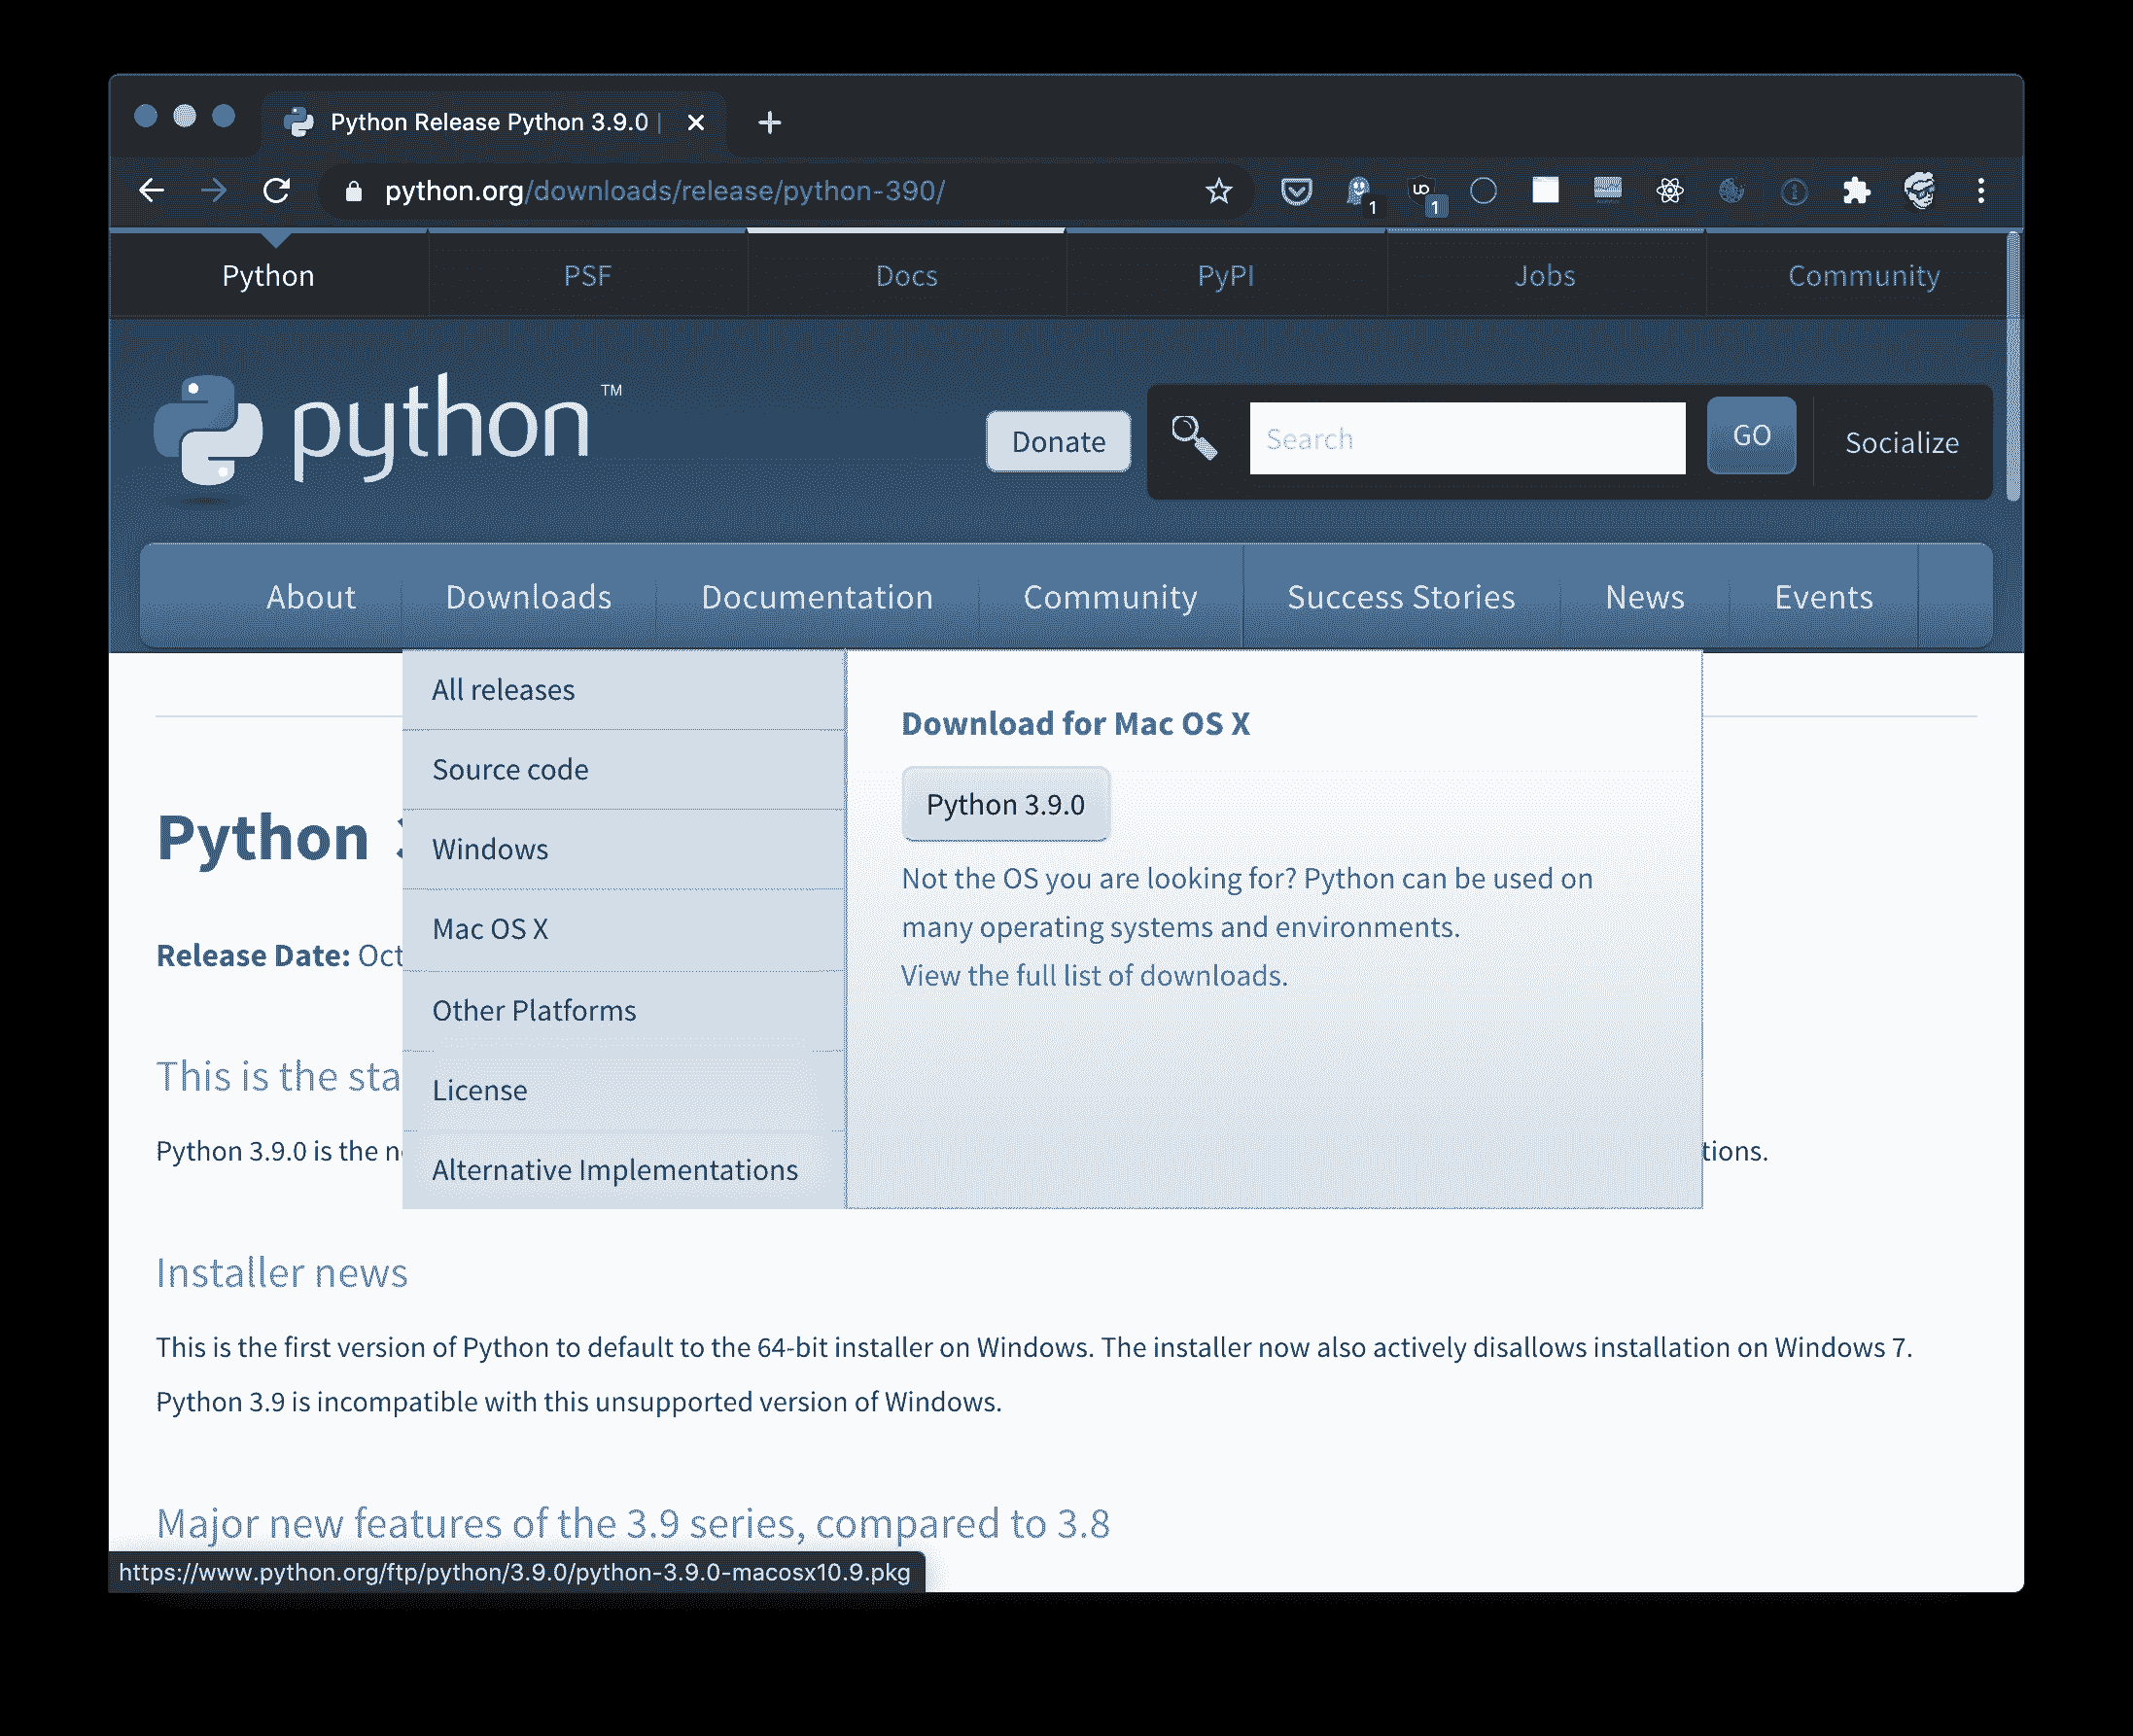 Python Release Python 3.9.0 |
python.org/downloads/release/python-390/
1
1
Python
PSF
Docs
PyPI
Jobs
Community
python™
Donate
Search
GO
Socialize
About
Downloads
Documentation
Community
Success Stories
News
Events
All releases
Source code
Windows
Mac OS X
Other Platforms
License
Alternative Implementations
Download for Mac OS X
Python 3.9.0
Not the OS you are looking for? Python can be used on
many operating systems and environments.
View the full list of downloads.
Python
Release Date: Oct
This is the sta
Python 3.9.0 is the n
tions.
Installer news
This is the first version of Python to default to the 64-bit installer on Windows. The installer now also actively disallows installation on Windows 7.
Python 3.9 is incompatible with this unsupported version of Windows.
Major new features of the 3.9 series, compared to 3.8
https://www.python.org/ftp/python/3.9.0/python-3.9.0-macosx10.9.pkg